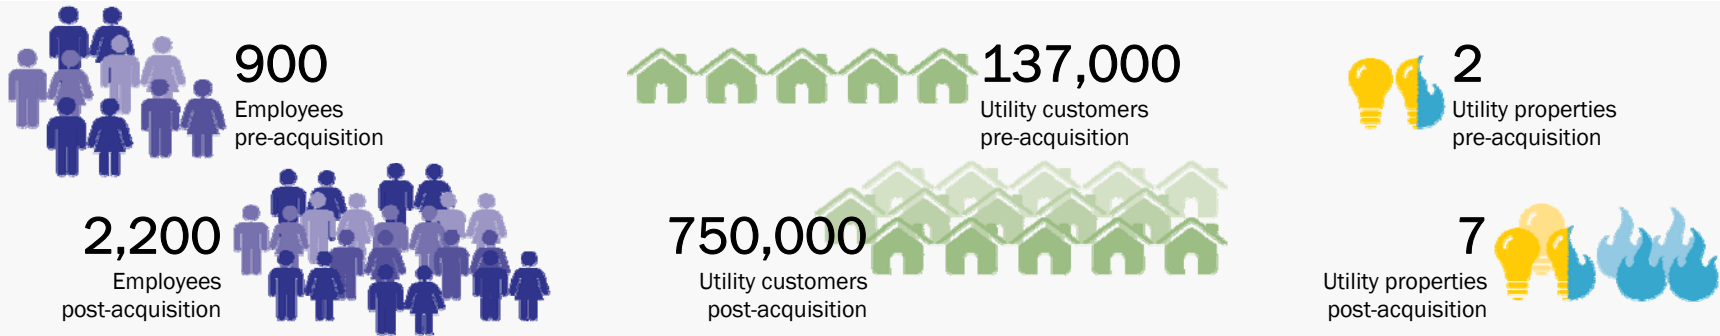 900
Employees
pre-acquisition
137,000
Utility customers
pre-acquisition
2
Utility properties
pre-acquisition
2,200
Employees
post-acquisition
750,000
Utility customers
post-acquisition
7
Utility properties
post-acquisition